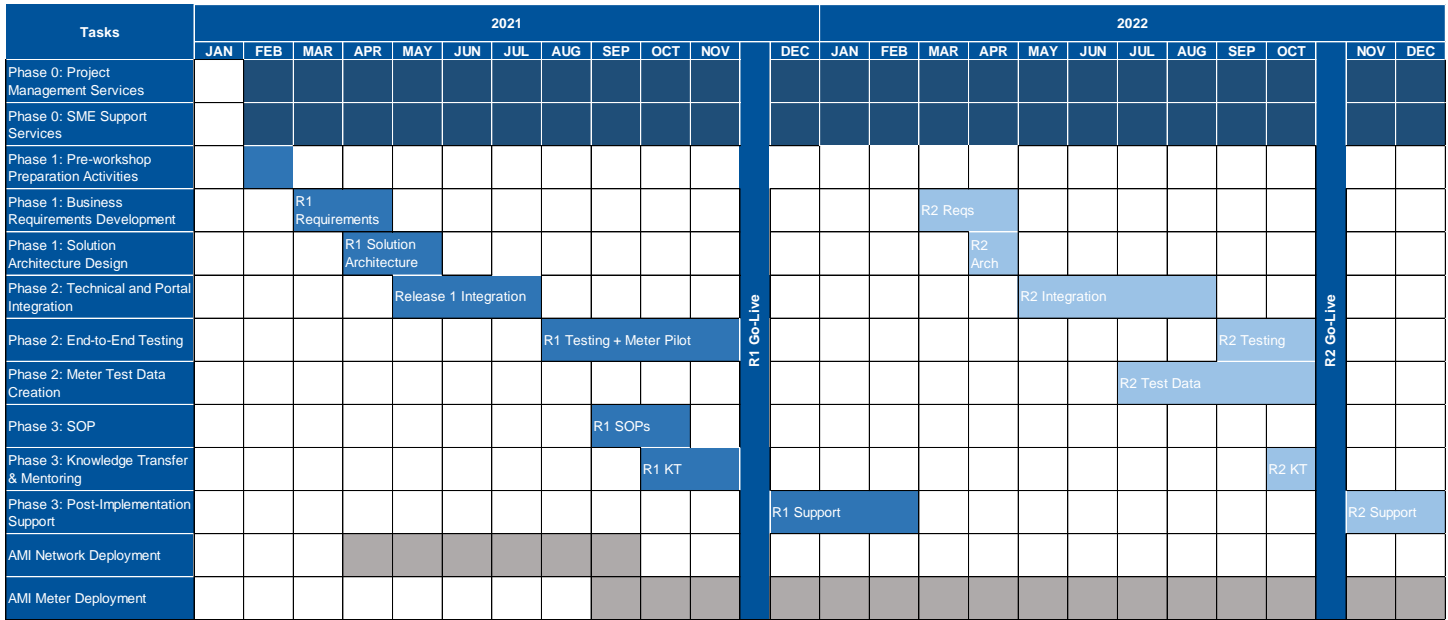 Tasks
2021
2022
JAN FEB MAR APR MAY JUN JUL AUG SEP OCT NOV DEC JAN FEB MAR APR MAY JUN JUL AUG SEP OCT NOV DEC
R1 Go-Live
R2 Go-Live
Phase 0: Project
Management Services
Phase 0: SME Support
Services
Phase 1: Pre-workshop
Preparation Activities
Phase 1: Business
Requirements Development
R1
Requirements
R2 Reqs
Phase 1: Solution
Architecture Design
R1 Solution
Architecture
R2
Arch
Phase 2: Technical and Portal
Integration
Release 1 Integration
R2 Integration
Phase 2: End-to-End Testing
R1 Testing + Meter Pilot
R2 Testing
Phase 2: Meter Test Data
Creation
R2 Test Data
Phase 3: SOP
R1 SOPs
Phase 3: Knowledge Transfer
& Mentoring
R1 KT
R2 KT
Phase 3: Post-Implementation
Support
R1 Support
R2 Support
AMI Network Deployment
AMI Meter Deployment